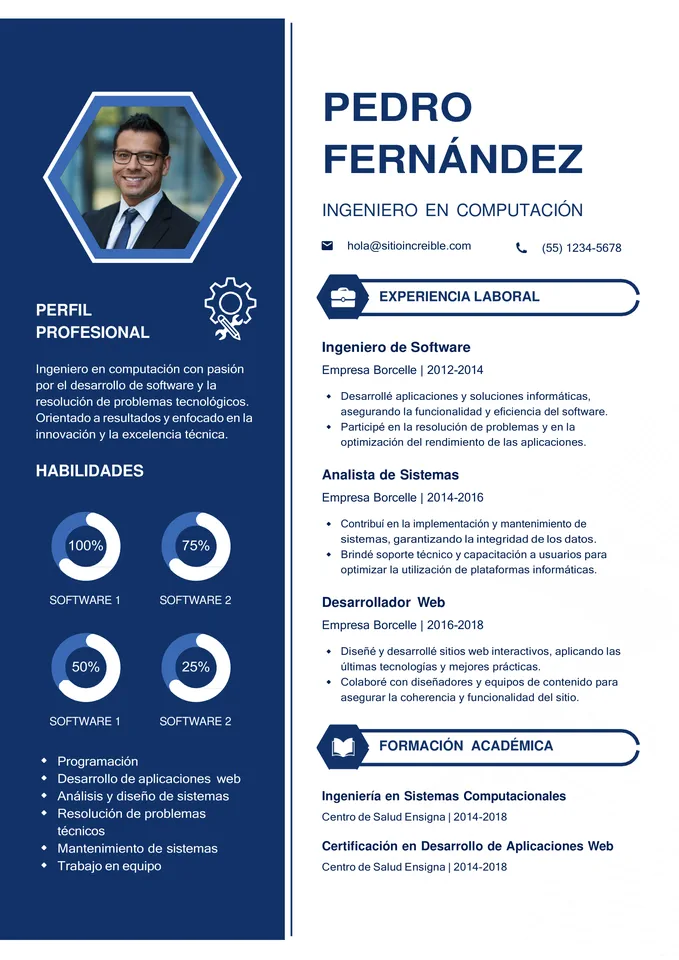 PERFIL
PROFESIONAL
Ingeniero en computación con pasión
por el desarrollo de software y la
resolución de problemas tecnológicos.
Orientado a resultados y enfocado en la
innovación y la excelencia técnica.
HABILIDADES
100%
75%
SOFTWARE 1
SOFTWARE 2
50%
25%
SOFTWARE 1
SOFTWARE 2
Programación
Desarrollo de aplicaciones web
Análisis y diseño de sistemas
Resolución de problemas
técnicos
Mantenimiento de sistemas
Trabajo en equipo
PEDRO
FERNÁNDEZ
INGENIERO EN COMPUTACIÓN
hola@sitioincreible.com
(55) 1234-5678
EXPERIENCIA LABORAL
Ingeniero de Software
Empresa Borcelle | 2012-2014
Desarrollé aplicaciones y soluciones informáticas,
asegurando la funcionalidad y eficiencia del software.
Participé en la resolución de problemas y en la
optimización del rendimiento de las aplicaciones.
Analista de Sistemas
Empresa Borcelle | 2014-2016
Contribuí en la implementación y mantenimiento de
sistemas, garantizando la integridad de los datos.
Brindé soporte técnico y capacitación a usuarios para
optimizar la utilización de plataformas informáticas.
Desarrollador Web
Empresa Borcelle | 2016-2018
Diseñé y desarrollé sitios web interactivos, aplicando las
últimas tecnologías y mejores prácticas.
Colaboré con diseñadores y equipos de contenido para
asegurar la coherencia y funcionalidad del sitio.
FORMACIÓN ACADÉMICA
Ingeniería en Sistemas Computacionales
Centro de Salud Ensigna | 2014-2018
Certificación en Desarrollo de Aplicaciones Web
Centro de Salud Ensigna | 2014-2018